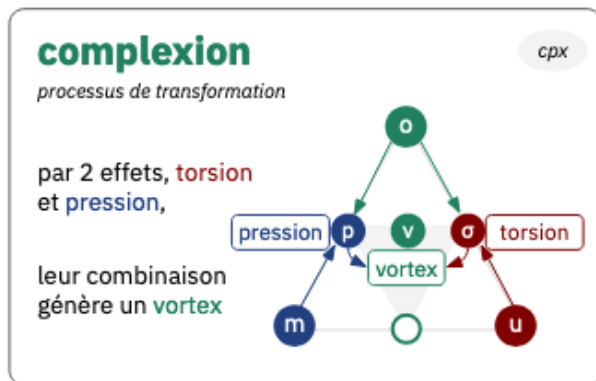 complexion
cpx
processus de transformation
o
par 2 effets, torsion
et pression,
pression
p
v
σ
torsion
vortex
leur combinaison
génère un vortex
m
u